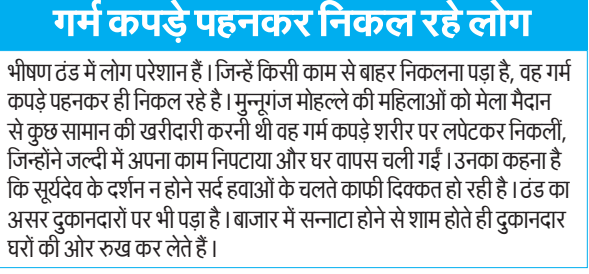 गर्म कपड़े पहनकर निकल रहे लोग
भीषण ठंड में लोग परेशान हैं। जिन्हें किसी काम से बाहर निकलना पड़ा है, वह गर्म
कपड़े पहनकर ही निकल रहे है। मुन्नूगंज मोहल्ले की महिलाओं को मेला मैदान
से कुछ सामान की खरीदारी करनी थी वह गर्म कपड़े शरीर पर लपेटकर निकलीं,
जिन्होंने जल्दी में अपना काम निपटाया और घर वापस चली गईं। उनका कहना है
कि सूर्यदेव के दर्शन न होने सर्द हवाओं के चलते काफी दिक्कत हो रही है। ठंड का
असर दुकानदारों पर भी पड़ा है। बाजार में सन्नाटा होने से शाम होते ही दुकानदार
घरों की ओर रुख कर लेते हैं।